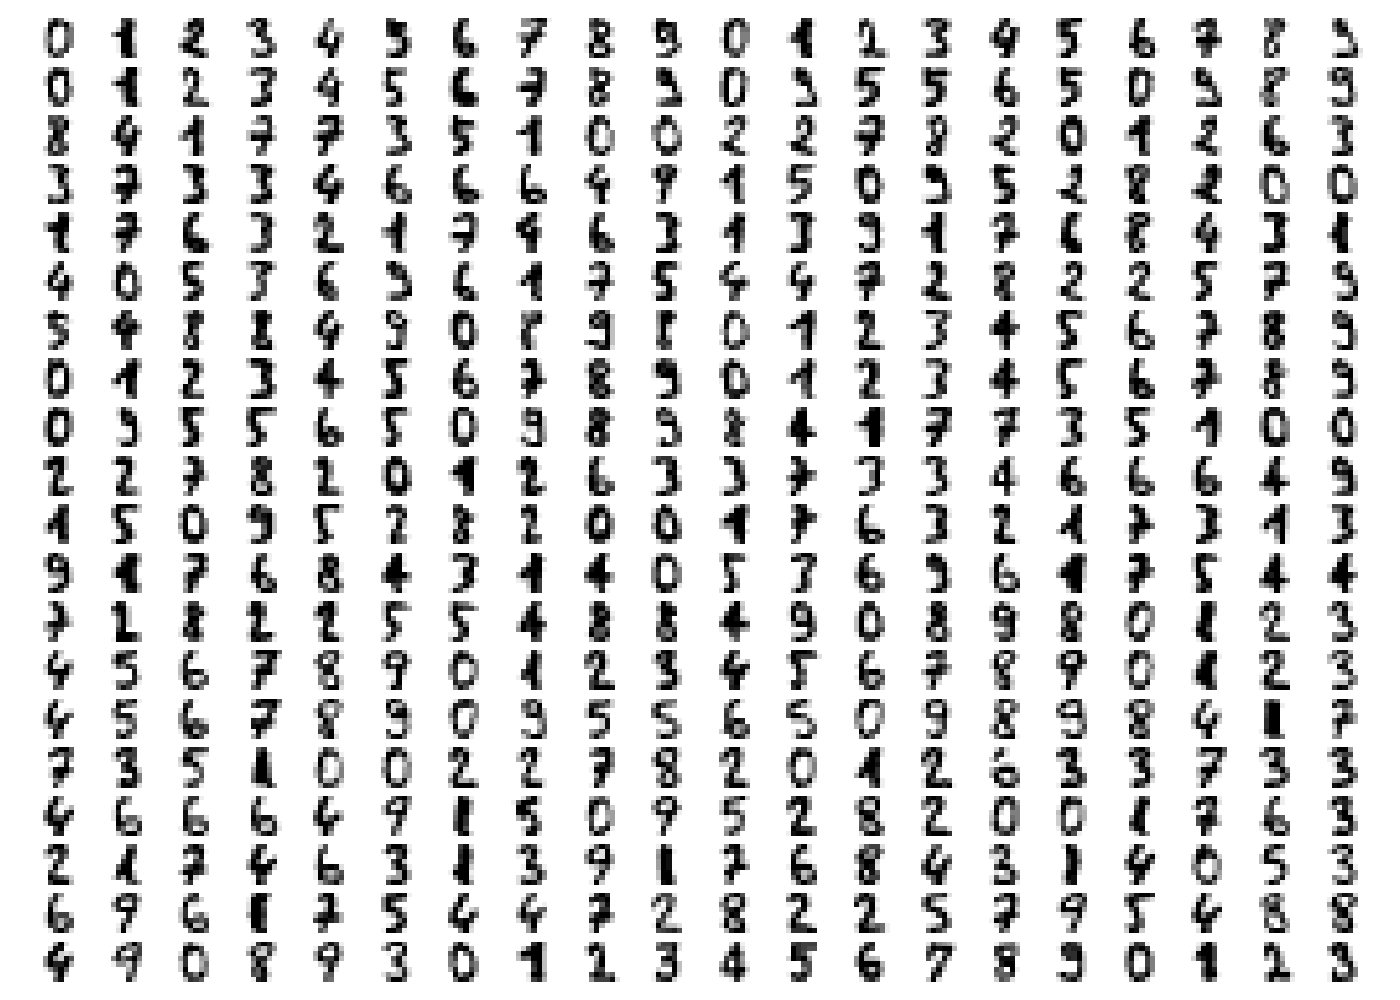 0 1 2 3 4 5 6 7 8 9 0 1 2 3 4 5 6 7 8 9
0 1 2 3 4 5 6 7 8 9 0 9 5 5 6 5 0 9 8 9
8 4 1 7 7 3 5 1 0 0 2 2 7 8 2 0 1 2 6 3
3 7 3 3 4 6 6 6 4 9 1 5 0 9 5 2 8 2 0 0
1 7 6 3 2 1 7 4 6 3 1 3 9 1 7 6 8 4 3 1
4 0 5 3 6 9 6 1 7 5 4 4 7 2 8 2 2 5 7 9
5 4 8 8 4 9 0 8 9 8 0 1 2 3 4 5 6 7 8 9
0 1 2 3 4 5 6 7 8 9 0 1 2 3 4 5 6 7 8 9
0 9 5 5 6 5 0 9 8 9 8 4 1 7 7 3 5 1 0 0
2 2 7 8 2 0 1 2 6 3 3 7 3 3 4 6 6 6 4 9
1 5 0 9 5 2 8 2 0 0 1 7 6 3 2 1 7 3 1 3
9 1 7 6 8 4 3 1 4 0 5 3 6 9 6 1 7 5 4 4
7 2 8 2 2 5 5 4 8 8 4 9 0 8 9 8 0 1 2 3
4 5 6 7 8 9 0 1 2 3 4 5 6 7 8 9 0 1 2 3
4 5 6 7 8 9 0 9 5 5 6 5 0 9 8 9 8 4 1 7
7 3 5 1 0 0 2 2 7 8 2 0 1 2 6 3 3 7 3 3
4 6 6 6 4 9 1 5 0 9 5 2 8 2 0 0 1 7 6 3
2 1 7 4 6 3 1 3 9 1 7 6 8 4 3 1 4 0 5 3
6 9 6 1 7 5 4 4 7 2 8 2 2 5 7 9 5 4 8 8
4 9 0 8 9 3 0 1 2 3 4 5 6 7 8 9 0 1 2 3